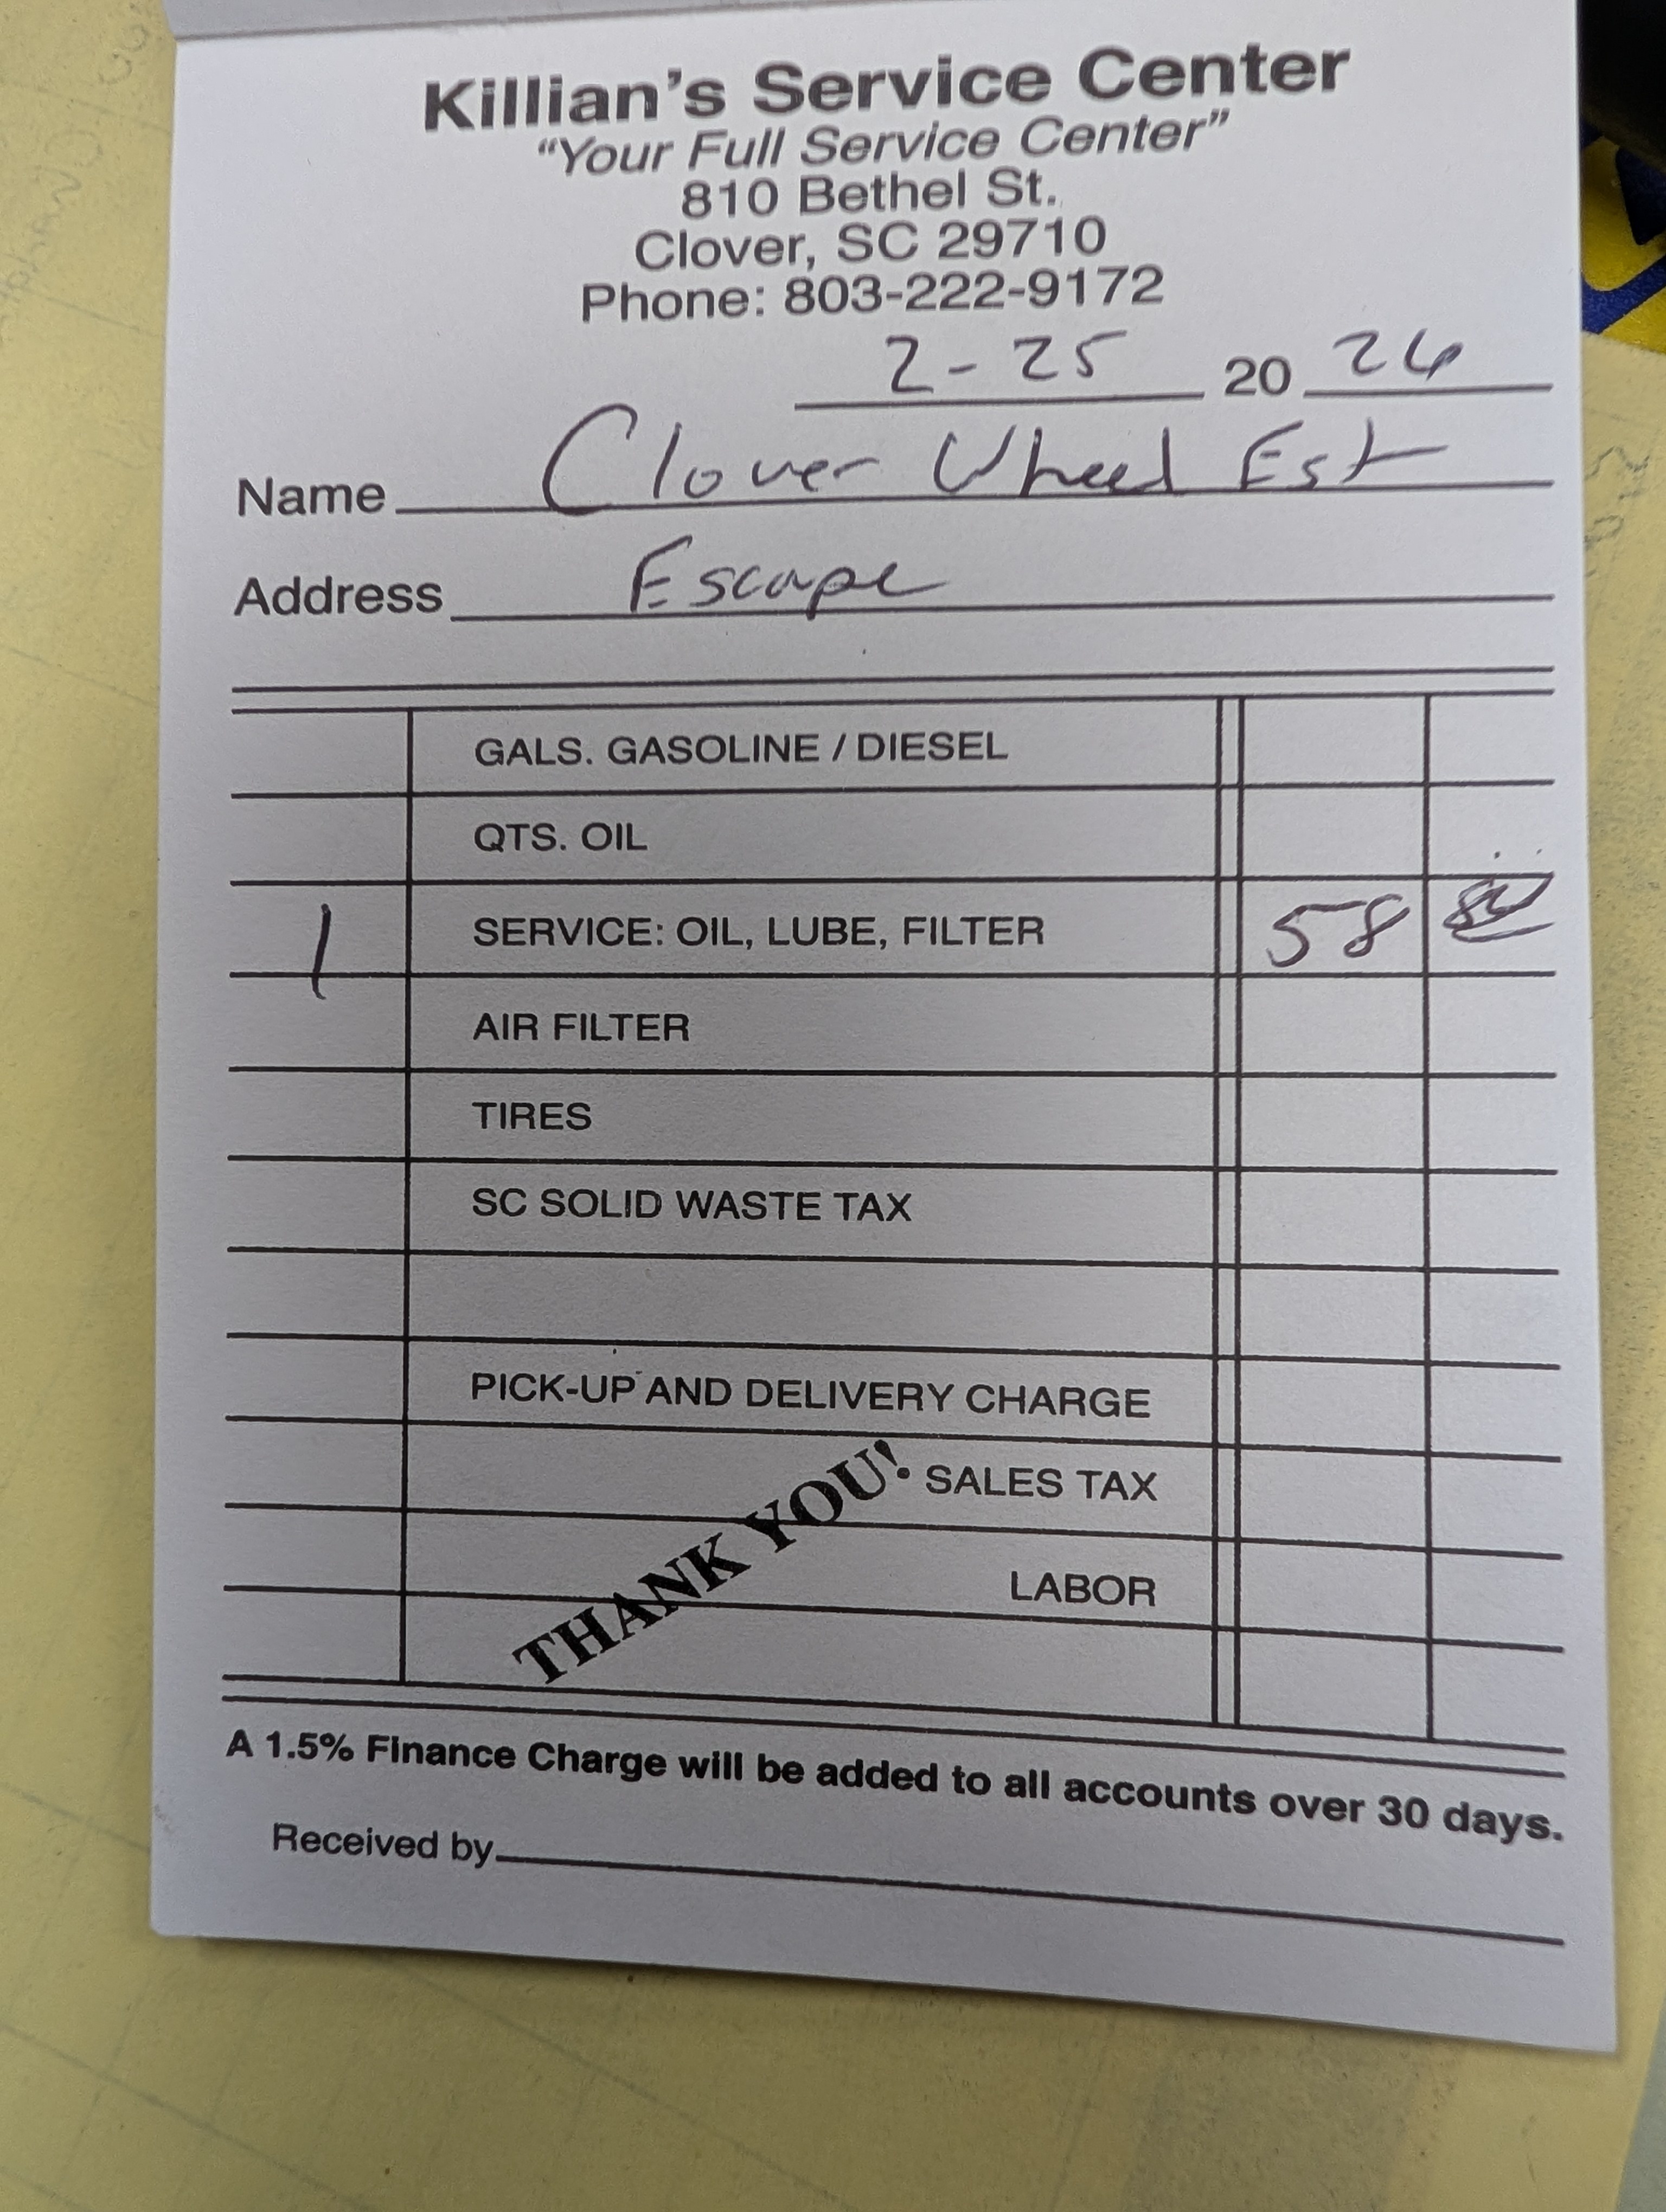 Killian's Service Center
"Your Full Service Center"
810 Bethel St.
Clover, SC 29710
Phone: 803-222-9172
2-25 20 26
Name Clover Wheel Est
Address Escape
GALS. GASOLINE / DIESEL
QTS. OIL
1 SERVICE: OIL, LUBE, FILTER 58
AIR FILTER
TIRES
SC SOLID WASTE TAX
PICK-UP AND DELIVERY CHARGE
SALES TAX
THANK YOU!
LABOR
A 1.5% Finance Charge will be added to all accounts over 30 days.
Received by